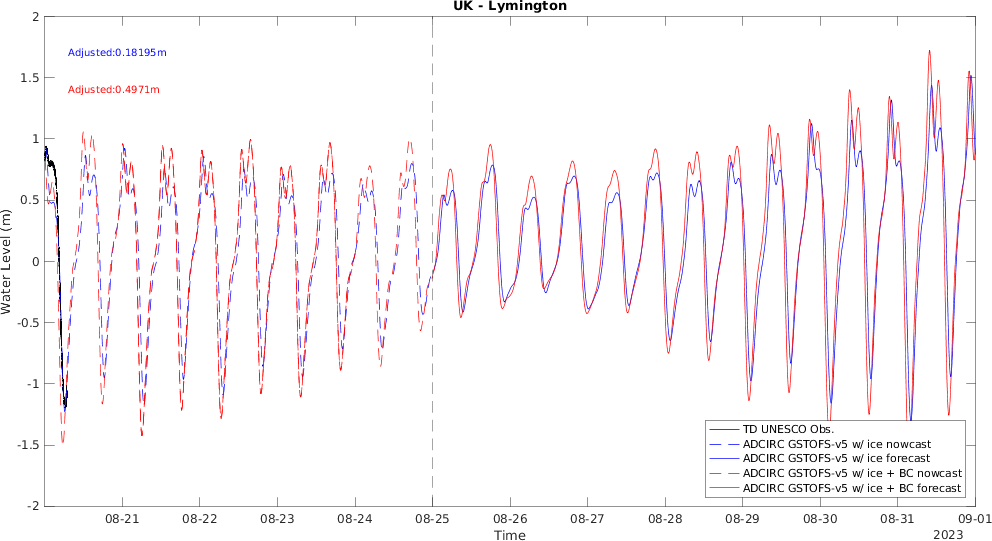 UK - Lymington
2
1.5
1
0.5
0
-0.5
-1
-1.5
-2
Water Level (m)
Adjusted:0.18195m
Adjusted:0.4971m
TD UNESCO Obs.
ADCIRC GSTOFS-v5 w/ ice nowcast
ADCIRC GSTOFS-v5 w/ ice forecast
ADCIRC GSTOFS-v5 w/ ice + BC nowcast
ADCIRC GSTOFS-v5 w/ ice + BC forecast
08-21 08-22 08-23 08-24 08-25 08-26 08-27 08-28 08-29 08-30 08-31 09-01
Time
2023